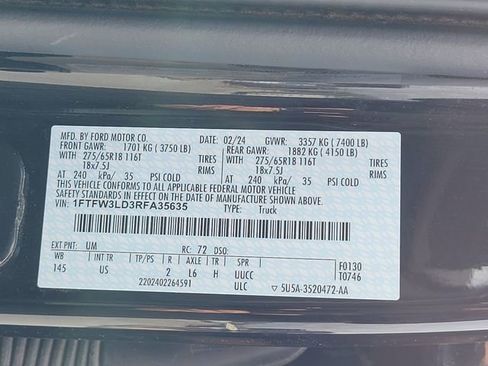 MFD. BY FORD MOTOR CO. DATE: 02/24 GVWR: 3357 KG ( 7400 LB)
FRONT GAWR: 1701 KG ( 3750 LB) REAR GAWR: 1882 KG ( 4150 LB)
WITH 275/65R18 116T TIRES WITH 275/65R18 116T TIRES
18x7.5J RIMS 18x7.5J RIMS
AT 240 kPa/ 35 PSI COLD AT 240 kPa/ 35 PSI COLD
THIS VEHICLE CONFORMS TO ALL APPLICABLE FEDERAL MOTOR VEHICLE
SAFETY STANDARDS IN EFFECT ON THE DATE OF MANUFACTURE SHOWN ABOVE.
VIN: 1FTFW3LD3RFA35635 TYPE: Truck
EXT PNT: UM RC: 72 DSO: F0130
WB INT TR TP/PS R AXLE TR SPR T0746
145 US 2 L6 H UUCC
2202402264591 ULC ▽ 5U5A-3520472-AA